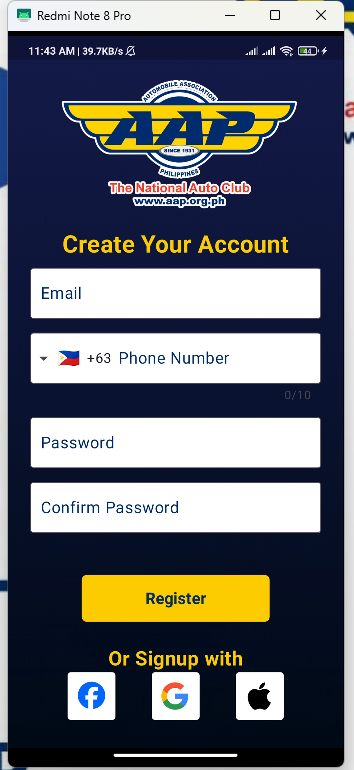 Redmi Note 8 Pro
11:43 AM | 39.7KB/s
44
AUTOMOBILE ASSOCIATION
AAP
SINCE 1931
PHILIPPINES
The National Auto Club
www.aap.org.ph
Create Your Account
Email
+63 Phone Number
0/10
Password
Confirm Password
Register
Or Signup with